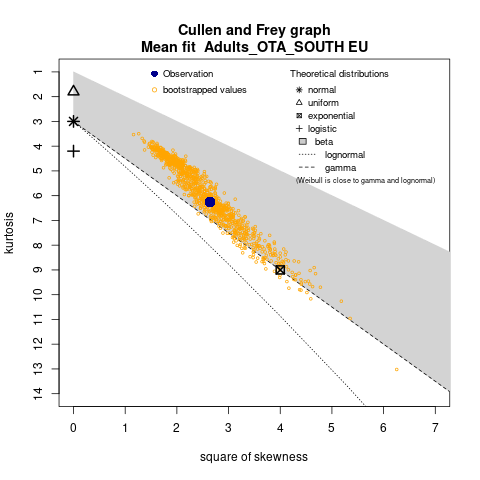 Cullen and Frey graph
Mean fit  Adults_OTA_SOUTH EU
Observation
bootstrapped values
Theoretical distributions
normal
uniform
exponential
logistic
beta
lognormal
gamma
(Weibull is close to gamma and lognormal)
kurtosis
1
2
3
4
5
6
7
8
9
10
11
12
13
14
0 1 2 3 4 5 6 7
square of skewness